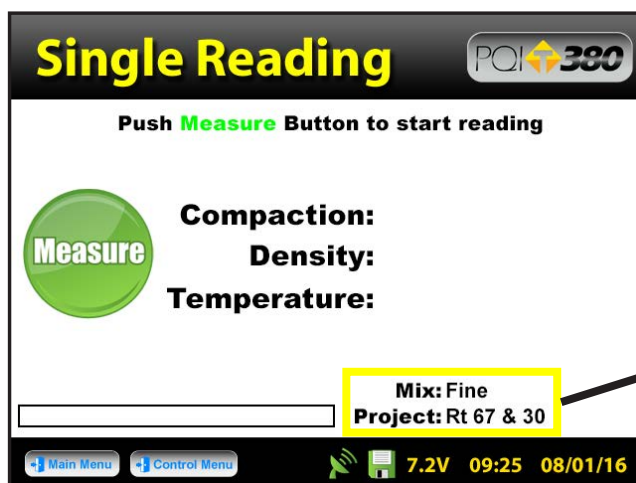 Single Reading
PQI T 380
Push Measure Button to start reading
Measure
Compaction:
Density:
Temperature:
Mix: Fine
Project: Rt 67 & 30
Main Menu Control Menu 7.2V 09:25 08/01/16